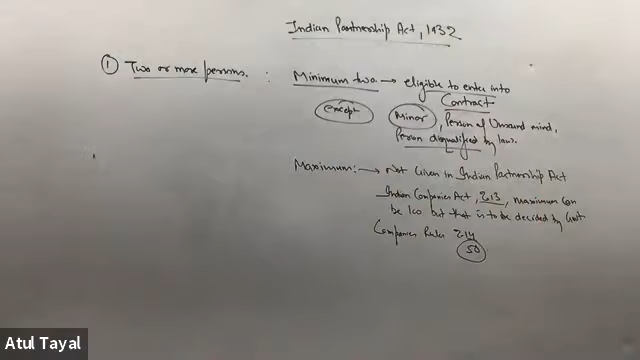 Indian Partnership Act, 1932
① Two or more persons. : Minimum two → eligible to enter into
Contract
except Minor, Person of Unsound mind,
Person disqualified by law.
Maximum: → Not Given in Indian Partnership Act
Indian Companies Act, 213, maximum can
be 100 but that is to be decided by Govt
Companies Rules 214
50
Atul Tayal